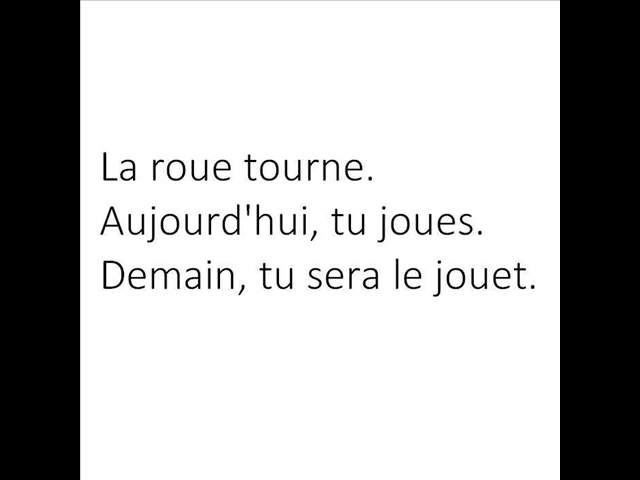 La roue tourne.
Aujourd'hui, tu joues.
Demain, tu sera le jouet.